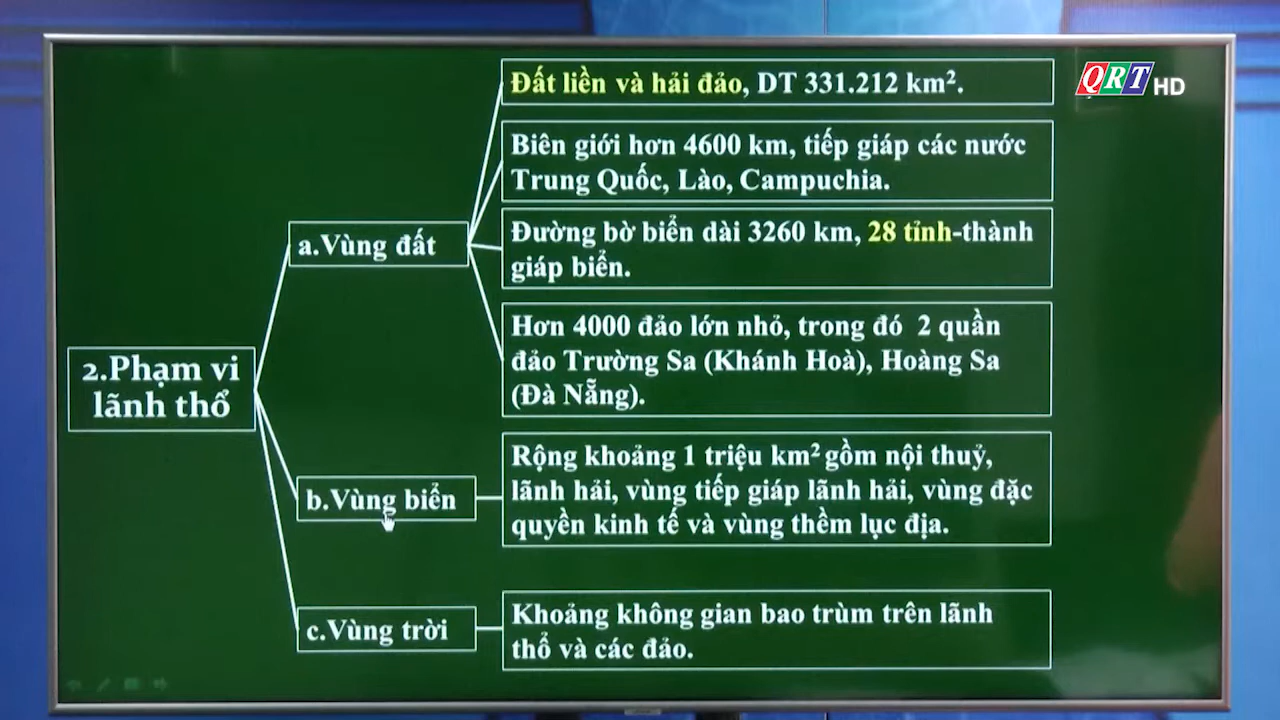 QRT HD
Đất liền và hải đảo, DT 331.212 km².
Biên giới hơn 4600 km, tiếp giáp các nước
Trung Quốc, Lào, Campuchia.
a.Vùng đất
Đường bờ biển dài 3260 km, 28 tỉnh-thành
giáp biển.
Hơn 4000 đảo lớn nhỏ, trong đó 2 quần
đảo Trường Sa (Khánh Hoà), Hoàng Sa
(Đà Nẵng).
2.Phạm vi
lãnh thổ
b.Vùng biển
Rộng khoảng 1 triệu km² gồm nội thuỷ,
lãnh hải, vùng tiếp giáp lãnh hải, vùng đặc
quyền kinh tế và vùng thềm lục địa.
c.Vùng trời
Khoảng không gian bao trùm trên lãnh
thổ và các đảo.